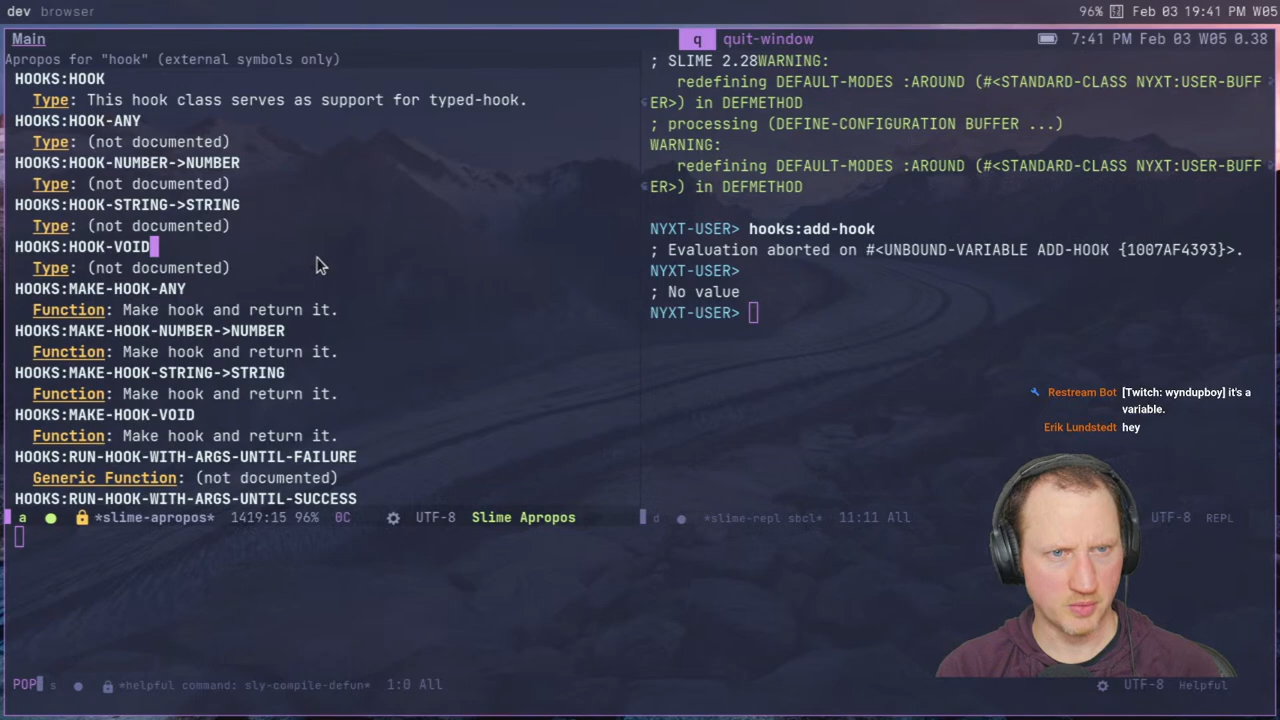 dev browser
96% Feb 03 19:41 PM W05
Main
q quit-window
7:41 PM Feb 03 W05 0.38
Apropos for "hook" (external symbols only)
HOOKS:HOOK
Type: This hook class serves as support for typed-hook.
HOOKS:HOOK-ANY
Type: (not documented)
HOOKS:HOOK-NUMBER->NUMBER
Type: (not documented)
HOOKS:HOOK-STRING->STRING
Type: (not documented)
HOOKS:HOOK-VOID
Type: (not documented)
HOOKS:MAKE-HOOK-ANY
Function: Make hook and return it.
HOOKS:MAKE-HOOK-NUMBER->NUMBER
Function: Make hook and return it.
HOOKS:MAKE-HOOK-STRING->STRING
Function: Make hook and return it.
HOOKS:MAKE-HOOK-VOID
Function: Make hook and return it.
HOOKS:RUN-HOOK-WITH-ARGS-UNTIL-FAILURE
Generic Function: (not documented)
HOOKS:RUN-HOOK-WITH-ARGS-UNTIL-SUCCESS
a *slime-apropos* 1419:15 96% 0C UTF-8 Slime Apropos
; SLIME 2.28WARNING:
redefining DEFAULT-MODES :AROUND (#<STANDARD-CLASS NYXT:USER-BUFF
ER>) in DEFMETHOD
; processing (DEFINE-CONFIGURATION BUFFER ...)
WARNING:
redefining DEFAULT-MODES :AROUND (#<STANDARD-CLASS NYXT:USER-BUFF
ER>) in DEFMETHOD
NYXT-USER> hooks:add-hook
; Evaluation aborted on #<UNBOUND-VARIABLE ADD-HOOK {1007AF4393}>.
NYXT-USER>
; No value
NYXT-USER>
d *slime-repl sbcl* 11:11 All UTF-8 REPL
Restream Bot [Twitch: wyndupboy] it's a
variable.
Erik Lundstedt hey
POP s *helpful command: sly-compile-defun* 1:0 All UTF-8 Helpful